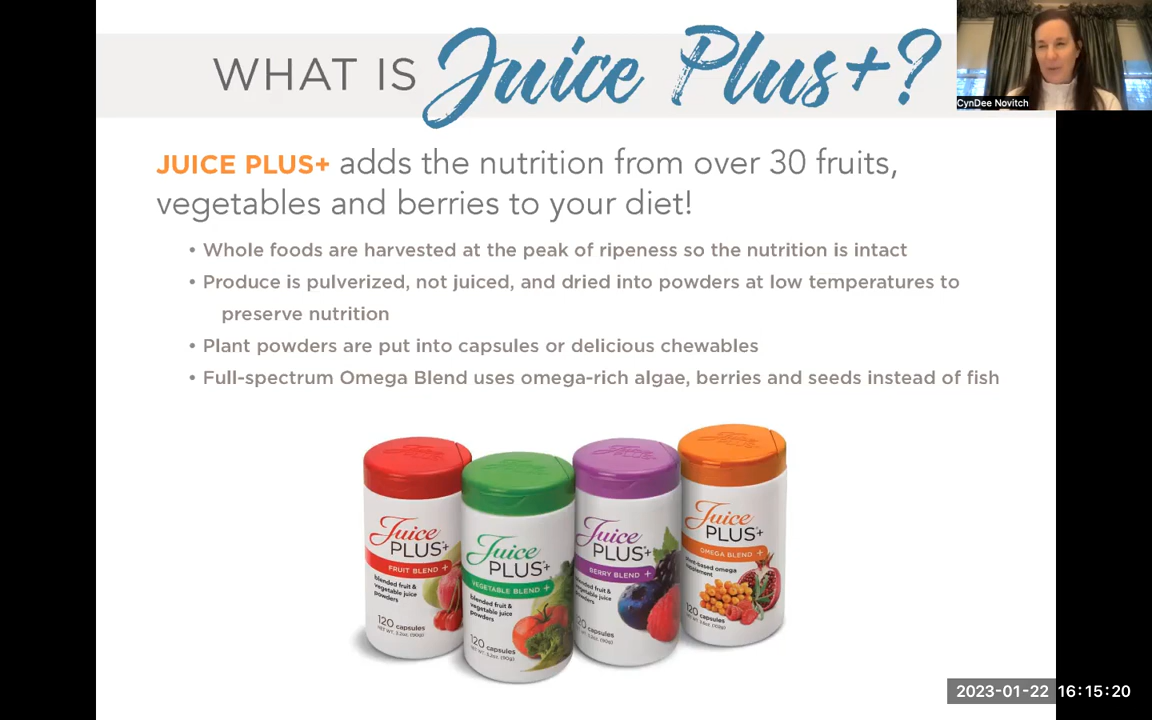 WHAT IS Juice Plus+?
CynDee Novitch
JUICE PLUS+ adds the nutrition from over 30 fruits,
vegetables and berries to your diet!
• Whole foods are harvested at the peak of ripeness so the nutrition is intact
• Produce is pulverized, not juiced, and dried into powders at low temperatures to
preserve nutrition
• Plant powders are put into capsules or delicious chewables
• Full-spectrum Omega Blend uses omega-rich algae, berries and seeds instead of fish
Juice
PLUS+
FRUIT BLEND +
blended fruit &
vegetable juice
powders
120 capsules
Juice
PLUS+
VEGETABLE BLEND +
blended fruit &
vegetable juice
powders
120 capsules
Juice
PLUS+
BERRY BLEND +
blended fruit &
vegetable juice
powders
120 capsules
Juice
PLUS+
OMEGA BLEND +
plant-based omega
supplement
120 capsules
2023-01-22 16:15:20